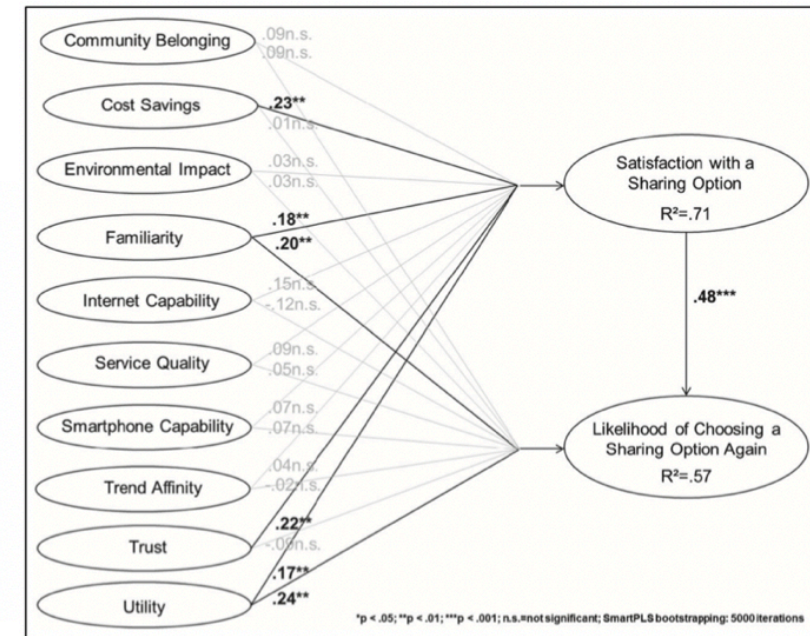 Community Belonging
.09n.s.
.09n.s.
Cost Savings
.23**
.01n.s.
Environmental Impact
.03n.s.
.03n.s.
Familiarity
.18**
.20**
Internet Capability
.15n.s.
-.12n.s.
Service Quality
.09n.s.
.05n.s.
Smartphone Capability
.07n.s.
.07n.s.
Trend Affinity
.04n.s.
-.02n.s.
Trust
.22**
-.09n.s.
Utility
.17**
.24**
Satisfaction with a
Sharing Option
R²=.71
.48***
Likelihood of Choosing a
Sharing Option Again
R²=.57
*p < .05; **p < .01; ***p < .001; n.s.=not significant; SmartPLS bootstrapping: 5000 iterations